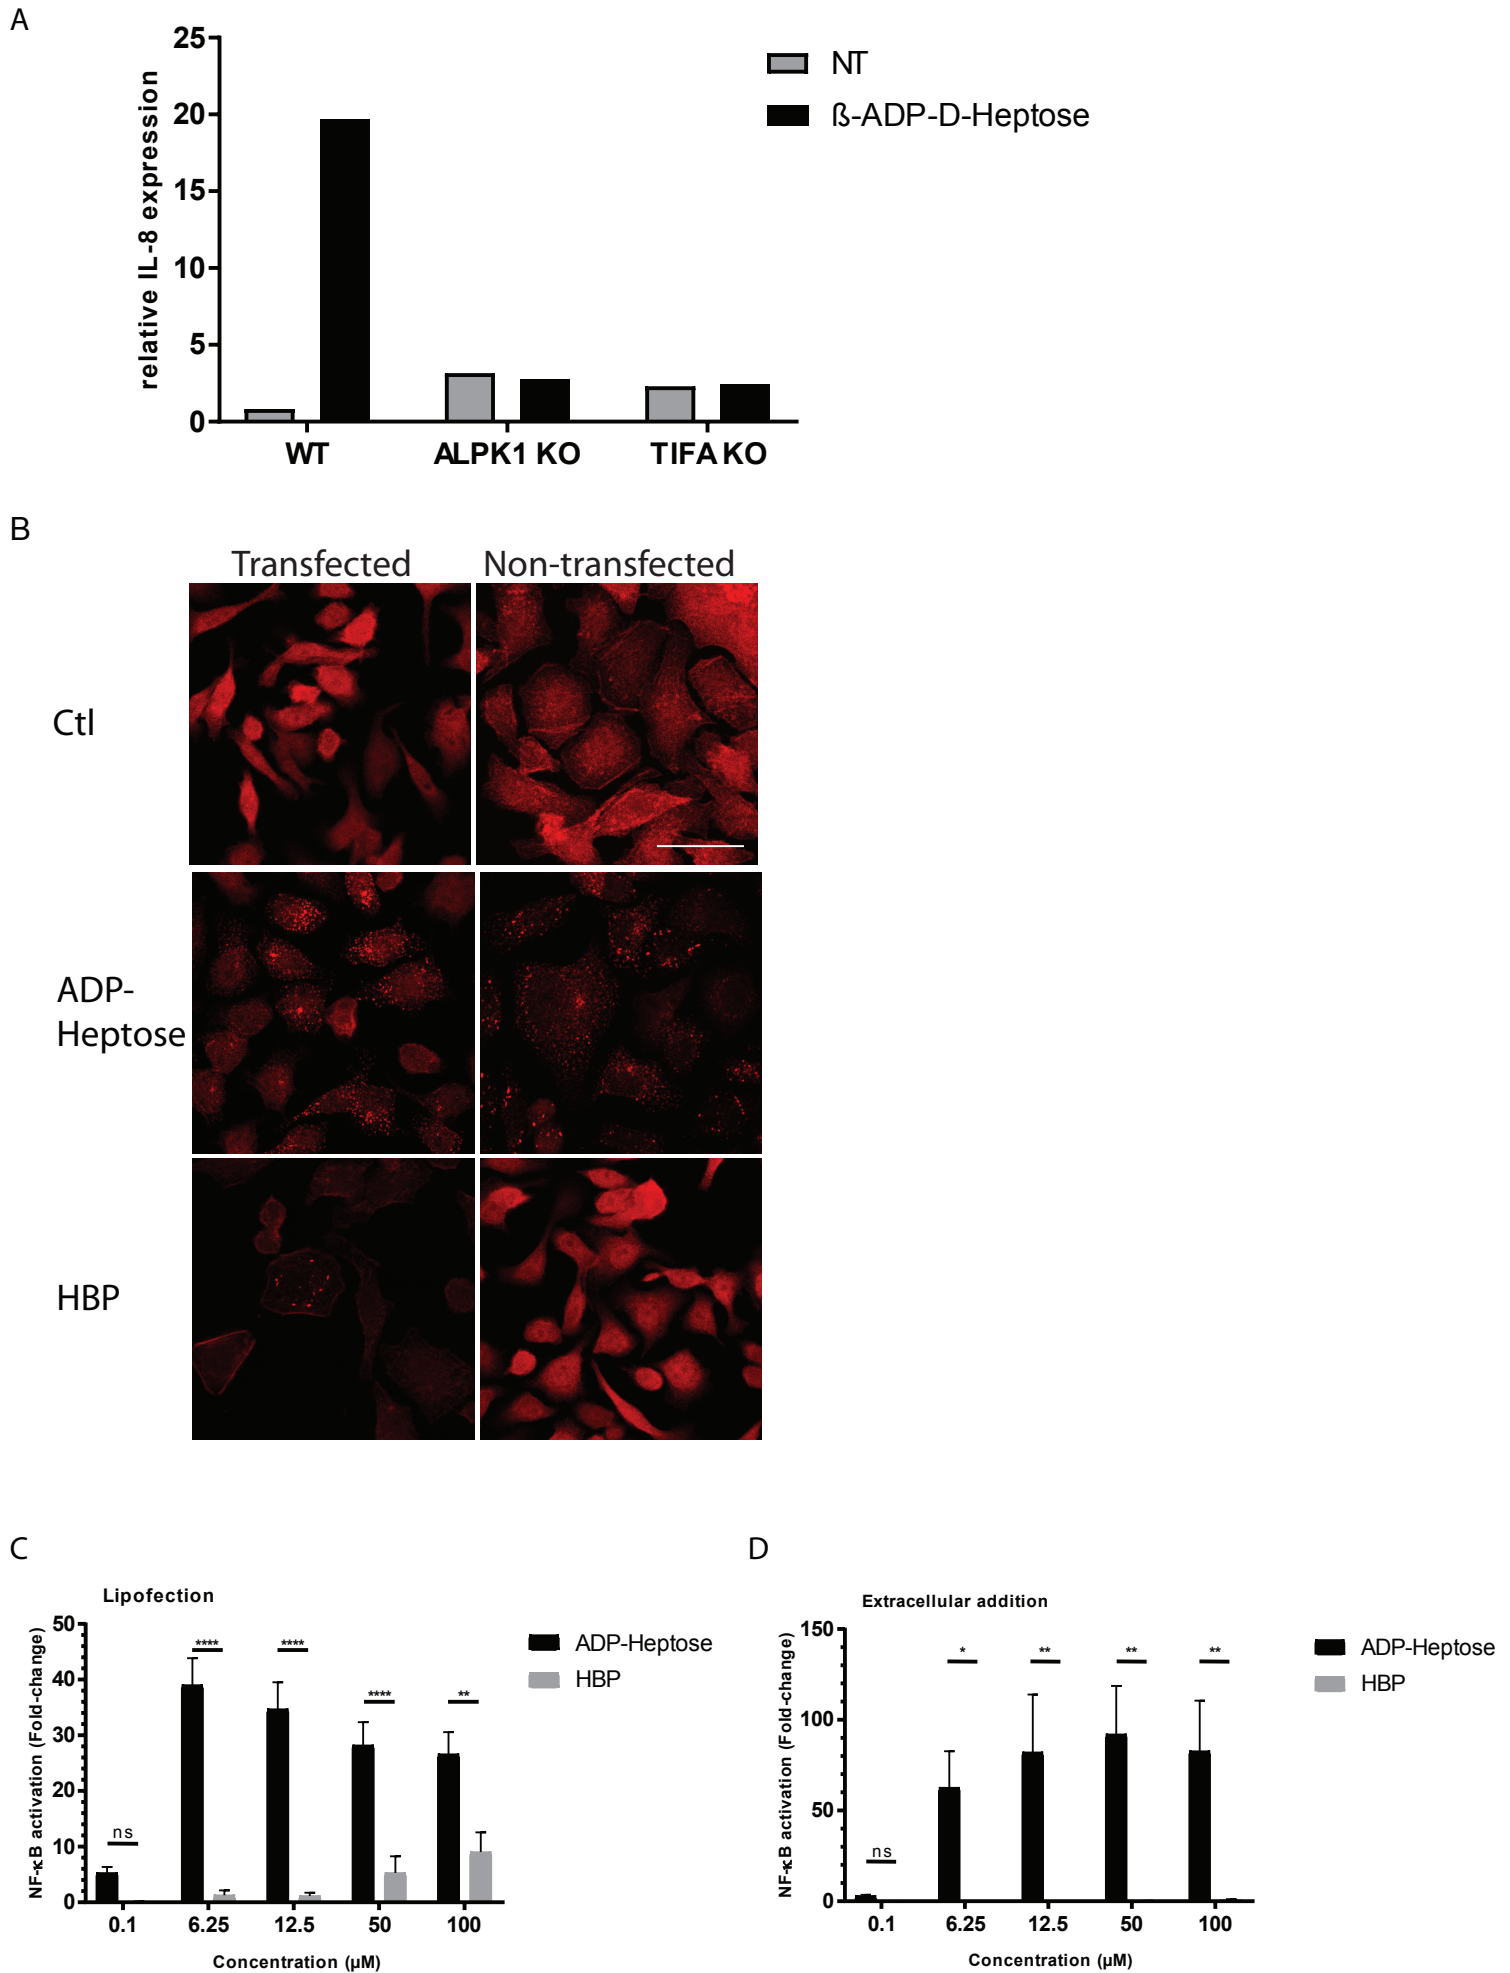 A
25
20
15
10
5
0
relative IL-8 expression
WT
ALPK1 KO
TIFA KO
NT
ß-ADP-D-Heptose
B
Transfected
Non-transfected
Ctl
ADP-
Heptose
HBP
C
Lipofection
50
40
30
20
10
0
NF-κB activation (Fold-change)
ns
****
****
****
**
0.1
6.25
12.5
50
100
Concentration (µM)
ADP-Heptose
HBP
D
Extracellular addition
150
100
50
0
NF-κB activation (Fold-change)
ns
*
**
**
**
0.1
6.25
12.5
50
100
Concentration (µM)
ADP-Heptose
HBP